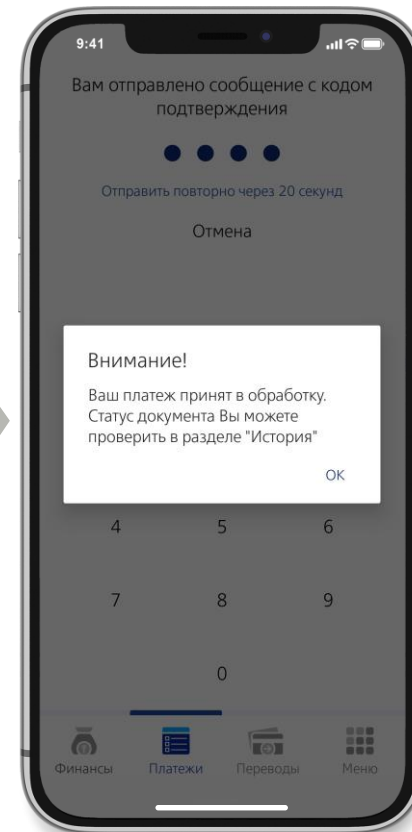 9:41
Вам отправлено сообщение с кодом
подтверждения
Отправить повторно через 20 секунд
Отмена
Внимание!
Ваш платеж принят в обработку.
Статус документа Вы можете
проверить в разделе "История"
ОК
4 5 6
7 8 9
0
Финансы Платежи Переводы Меню